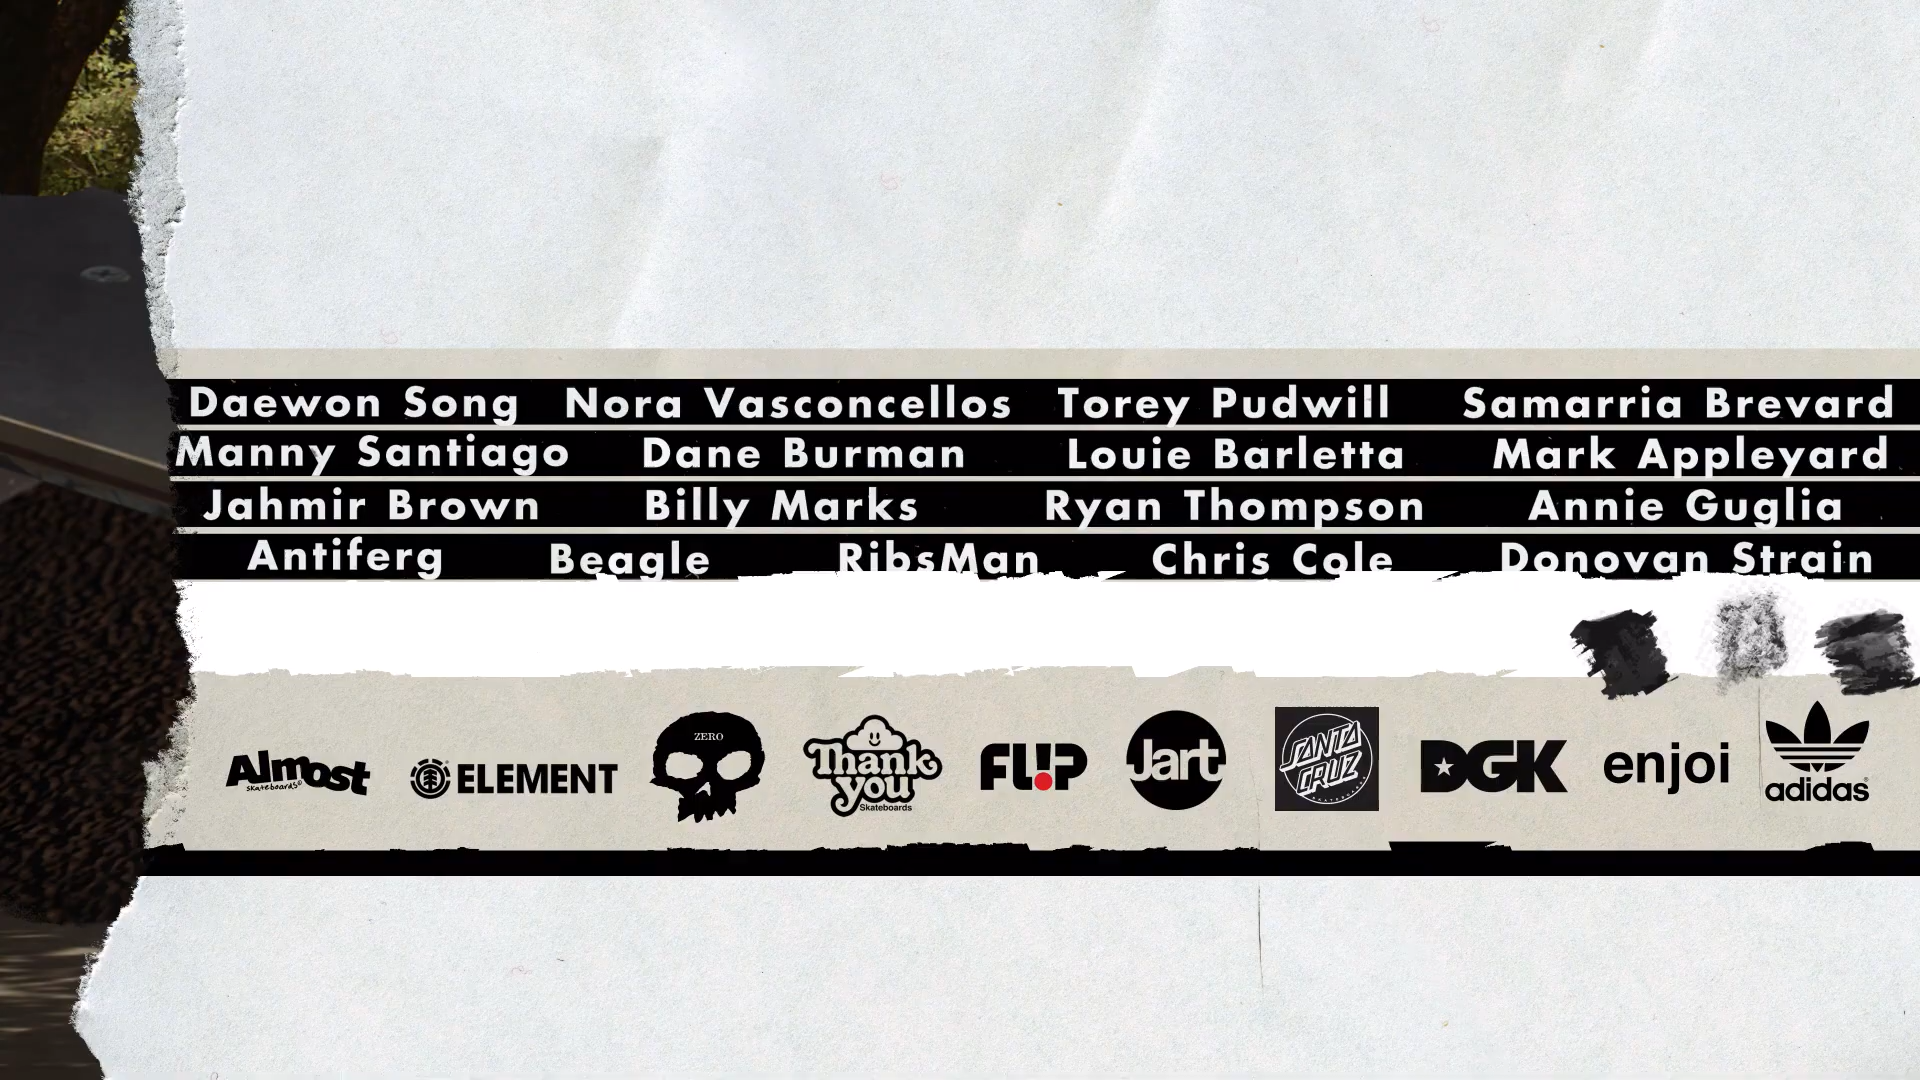 Daewon Song Nora Vasconcellos Torey Pudwill Samarria Brevard
Manny Santiago Dane Burman Louie Barletta Mark Appleyard
Jahmir Brown Billy Marks Ryan Thompson Annie Guglia
Antiferg Beagle RibsMan Chris Cole Donovan Strain
Almost skateboards®
ELEMENT
ZERO
Thank you Skateboards
FL!P
Jart
SANTA CRUZ SKATEBOARDS
DGK
enjoi
adidas®